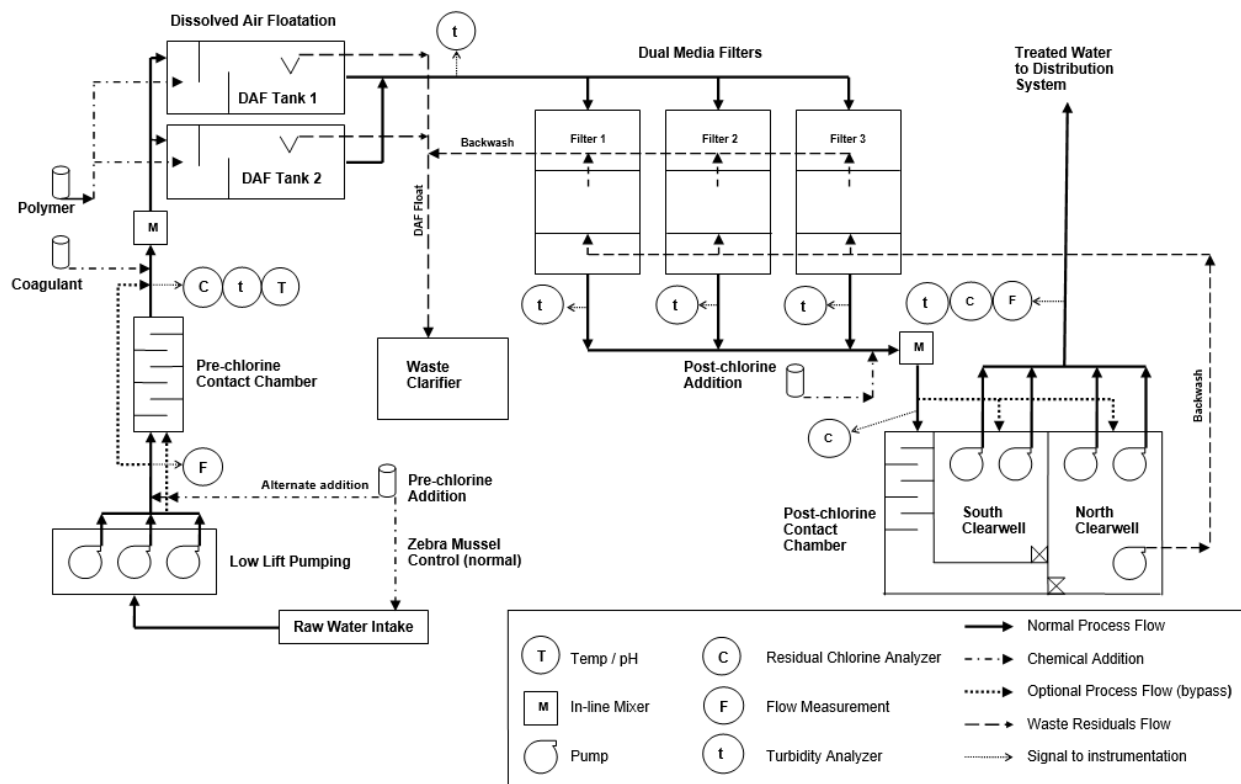 Dissolved Air Floatation
t
Dual Media Filters
Treated Water
to Distribution
System
DAF Tank 1
DAF Tank 2
Filter 1
Filter 2
Filter 3
Backwash
Polymer
M
DAF Float
Coagulant
C
t
T
t
t
t
t
C
F
Pre-chlorine
Contact Chamber
Waste
Clarifier
Post-chlorine
Addition
M
Backwash
C
F
Alternate addition
Pre-chlorine
Addition
Post-chlorine
Contact
Chamber
South
Clearwell
North
Clearwell
Low Lift Pumping
Zebra Mussel
Control (normal)
Raw Water Intake
T
Temp / pH
C
Residual Chlorine Analyzer
Normal Process Flow
Chemical Addition
M
In-line Mixer
F
Flow Measurement
Optional Process Flow (bypass)
Waste Residuals Flow
Pump
t
Turbidity Analyzer
Signal to instrumentation